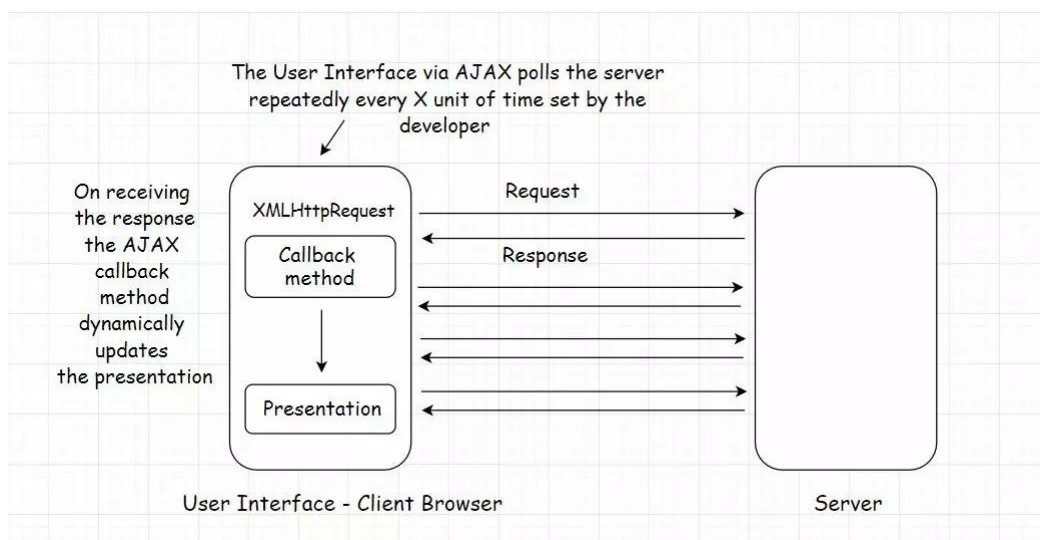 The User Interface via AJAX polls the server
repeatedly every X unit of time set by the
developer
On receiving
the response
the AJAX
callback
method
dynamically
updates
the presentation
XMLHttpRequest
Callback
method
Presentation
Request
Response
User Interface - Client Browser
Server